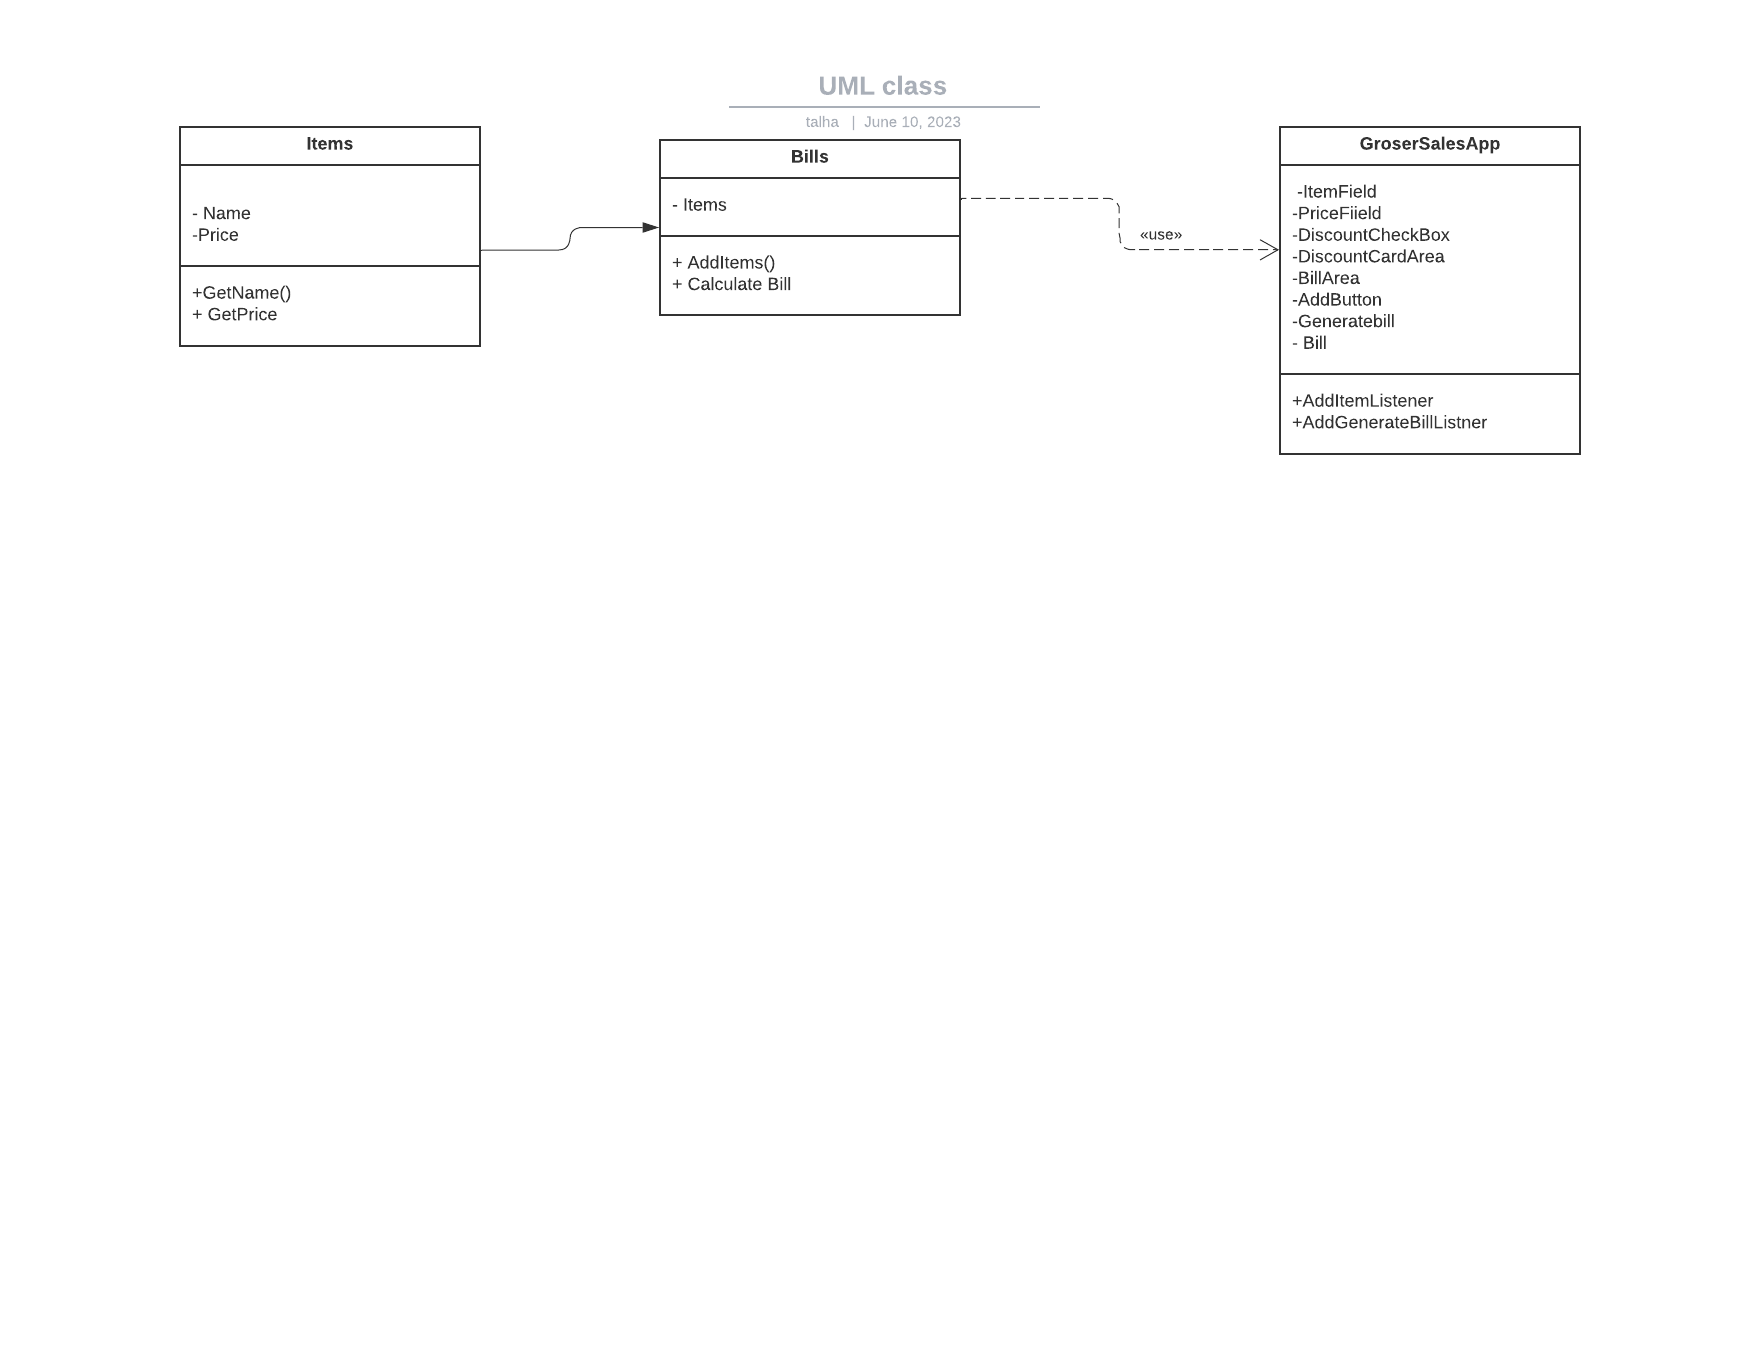 UML class
talha | June 10, 2023
Items
- Name
-Price
+GetName()
+ GetPrice
Bills
- Items
+ AddItems()
+ Calculate Bill
«use»
GroserSalesApp
-ItemField
-PriceFiield
-DiscountCheckBox
-DiscountCardArea
-BillArea
-AddButton
-Generatebill
- Bill
+AddItemListener
+AddGenerateBillListner